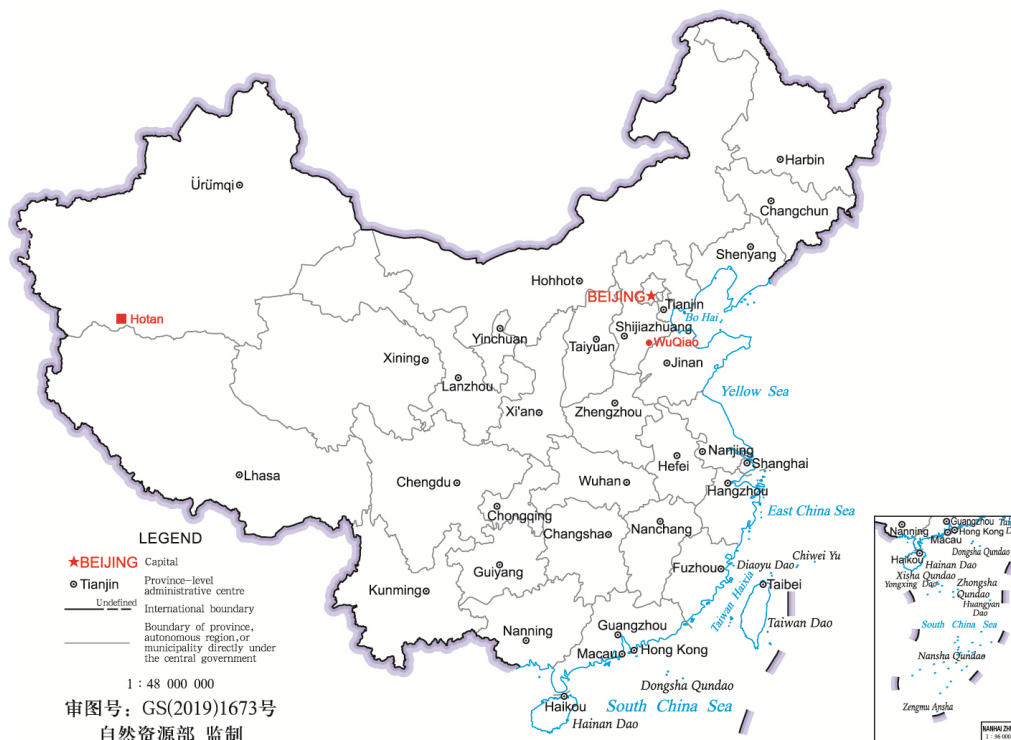 Harbin
Ürümqi
Changchun
Shenyang
Hohhot
BEIJING
Tianjin
Bo Hai
Hotan
Shijiazhuang
Yinchuan
Taiyuan
WuQiao
Xining
Jinan
Lanzhou
Yellow Sea
Xi'an
Zhengzhou
Nanjing
Hefei
Shanghai
Lhasa
Chengdu
Wuhan
Hangzhou
Chongqing
East China Sea
Nanchang
Changsha
LEGEND
BEIJING
Capital
Tianjin
Province-level
administrative centre
Undefined
International boundary
Boundary of province,
autonomous region,or
municipality directly under
the central government
1:48 000 000
审图号:GS(2019)1673号
自然资源部 监制
Chiwei Yu
Diaoyu Dao
Guiyang
Fuzhou
Taibei
Kunming
Taiwan Haixia
Taiwan Dao
Nanning
Guangzhou
Macau
Hong Kong
Dongsha Qundao
Haikou
South China Sea
Hainan Dao
Guangzhou
Nanning
Hong Kong
Macau
Dongsha Qundao
Haikou
Hainan Dao
Xisha Qundao
Yongxing Dao
Zhongsha
Qundao
Huangyan
Dao
South China Sea
Nansha Qundao
Zengmu Ansha
1:96 000